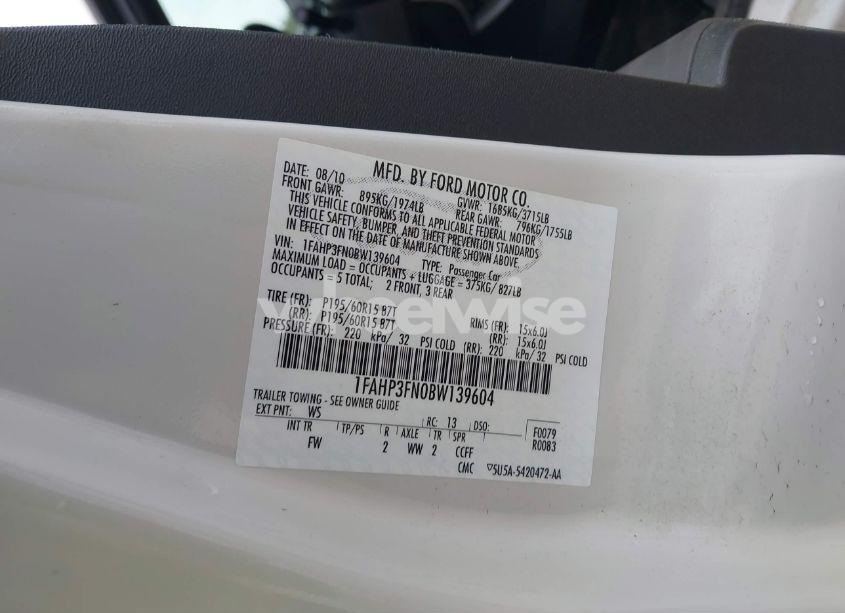 MFD. BY FORD MOTOR CO.
DATE: 08/10 GVWR: 1685KG/3715LB
FRONT GAWR: 895KG/1974LB REAR GAWR: 796KG/1755LB
THIS VEHICLE CONFORMS TO ALL APPLICABLE FEDERAL MOTOR
VEHICLE SAFETY, BUMPER, AND THEFT PREVENTION STANDARDS
IN EFFECT ON THE DATE OF MANUFACTURE SHOWN ABOVE.
VIN: 1FAHP3FN0BW139604 TYPE: Passenger Car
MAXIMUM LOAD = OCCUPANTS + LUGGAGE = 375KG/827LB
OCCUPANTS = 5 TOTAL; 2 FRONT, 3 REAR
TIRE (FR): P195/60R15 87T RIMS (FR): 15x6.0J
(RR): P195/60R15 87T (RR): 15x6.0J
PRESSURE (FR): 220 kPa/32 PSI COLD (RR): 220 kPa/32 PSI COLD
1FAHP3FN0BW139604
TRAILER TOWING - SEE OWNER GUIDE
EXT PNT: WS RC: 13 DSO: F0079
R0083
INT TR TP/PS R AXLE TR SPR
FW 2 WW 2 CCFF
CMC ▽5U5A-5420472-AA
wheelwise